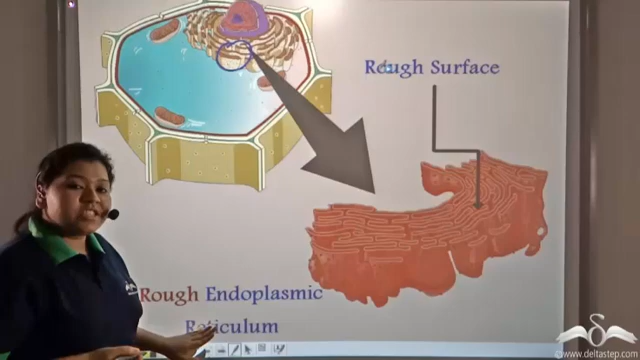 Rough Surface
Rough Endoplasmic
Reticulum
www.deltastep.com